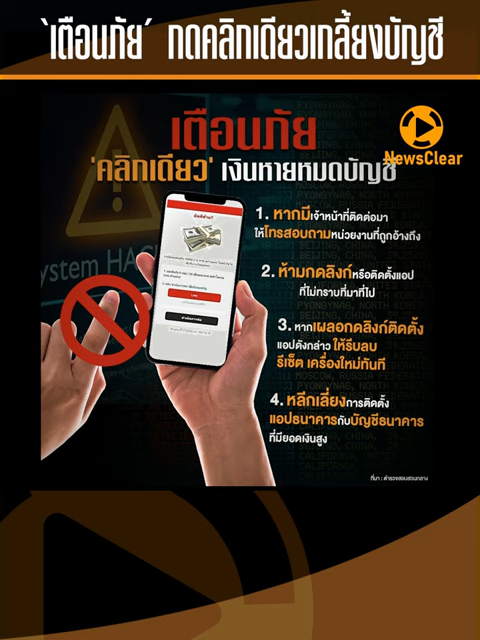 'เตือนภัย' กดคลิกเดียวเกลี้ยงบัญชี
NewsClear
เตือนภัย
'คลิกเดียว' เงินหายหมดบัญชี
1. หากมีเจ้าหน้าที่ติดต่อมา
ให้โทรสอบถามหน่วยงานที่ถูกอ้างถึง
2. ห้ามกดลิงก์หรือติดตั้งแอป
ที่ไม่ทราบที่มาที่ไป
3. หากเผลอกดลิงก์ติดตั้ง
แอปดังกล่าว ให้รีบลบ
รีเซ็ต เครื่องใหม่ทันที
4. หลีกเลี่ยงการติดตั้ง
แอปธนาคารกับบัญชีธนาคาร
ที่มียอดเงินสูง
ystem HAC
ที่มา : ตำรวจสอบสวนกลาง